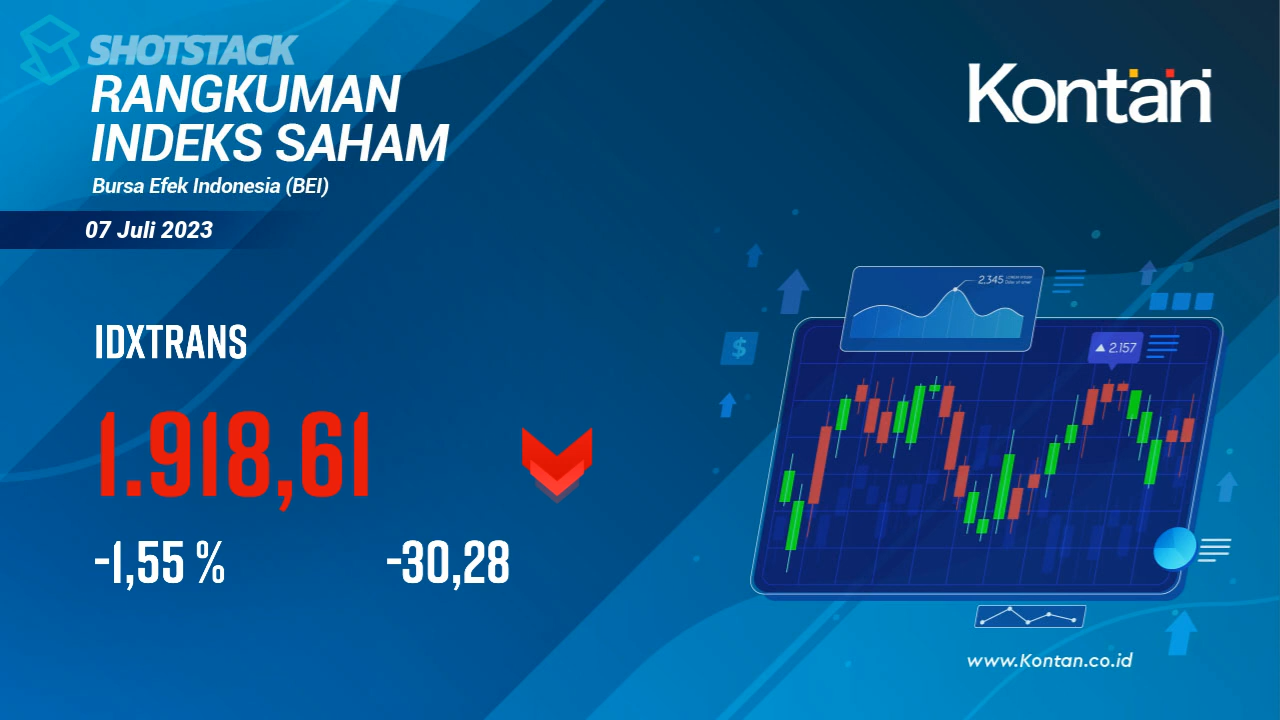 SHOTSTACK
RANGKUMAN
INDEKS SAHAM
Bursa Efek Indonesia (BEI)
07 Juli 2023
Kontan
IDXTRANS
1.918,61
-1,55 %
-30,28
2,345
$
2.157
www.Kontan.co.id